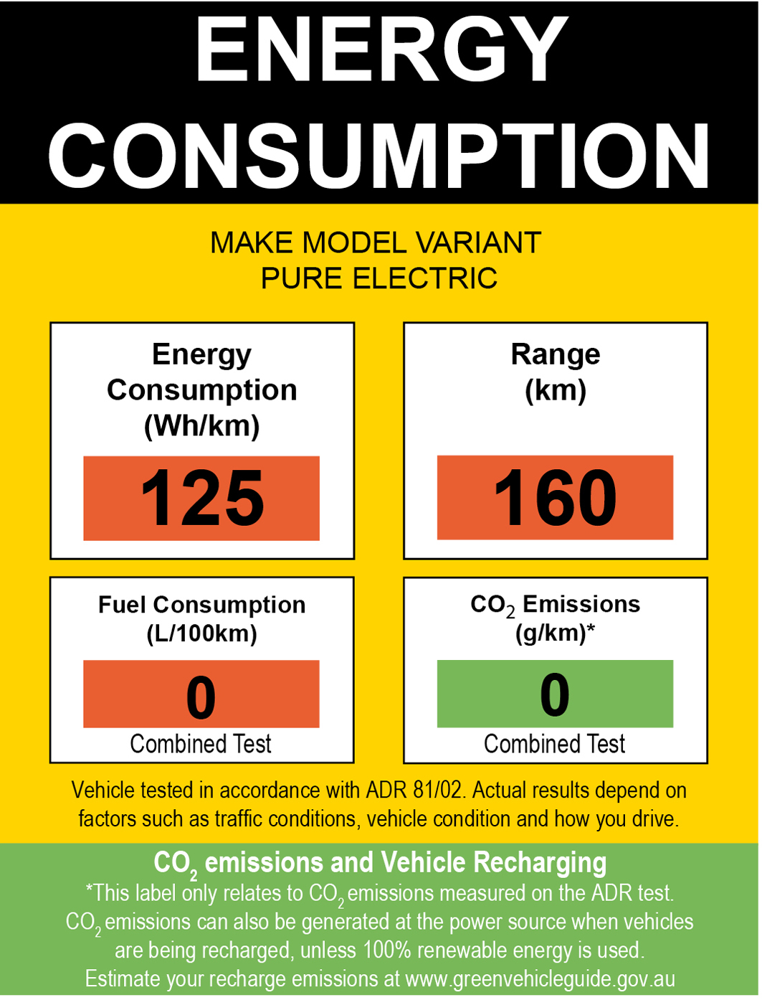 ENERGY
CONSUMPTION
MAKE MODEL VARIANT
PURE ELECTRIC
Energy
Consumption
(Wh/km)
125
Range
(km)
160
Fuel Consumption
(L/100km)
0
Combined Test
CO₂ Emissions
(g/km)*
0
Combined Test
Vehicle tested in accordance with ADR 81/02. Actual results depend on
factors such as traffic conditions, vehicle condition and how you drive.
CO₂ emissions and Vehicle Recharging
*This label only relates to CO₂ emissions measured on the ADR test.
CO₂ emissions can also be generated at the power source when vehicles
are being recharged, unless 100% renewable energy is used.
Estimate your recharge emissions at www.greenvehicleguide.gov.au